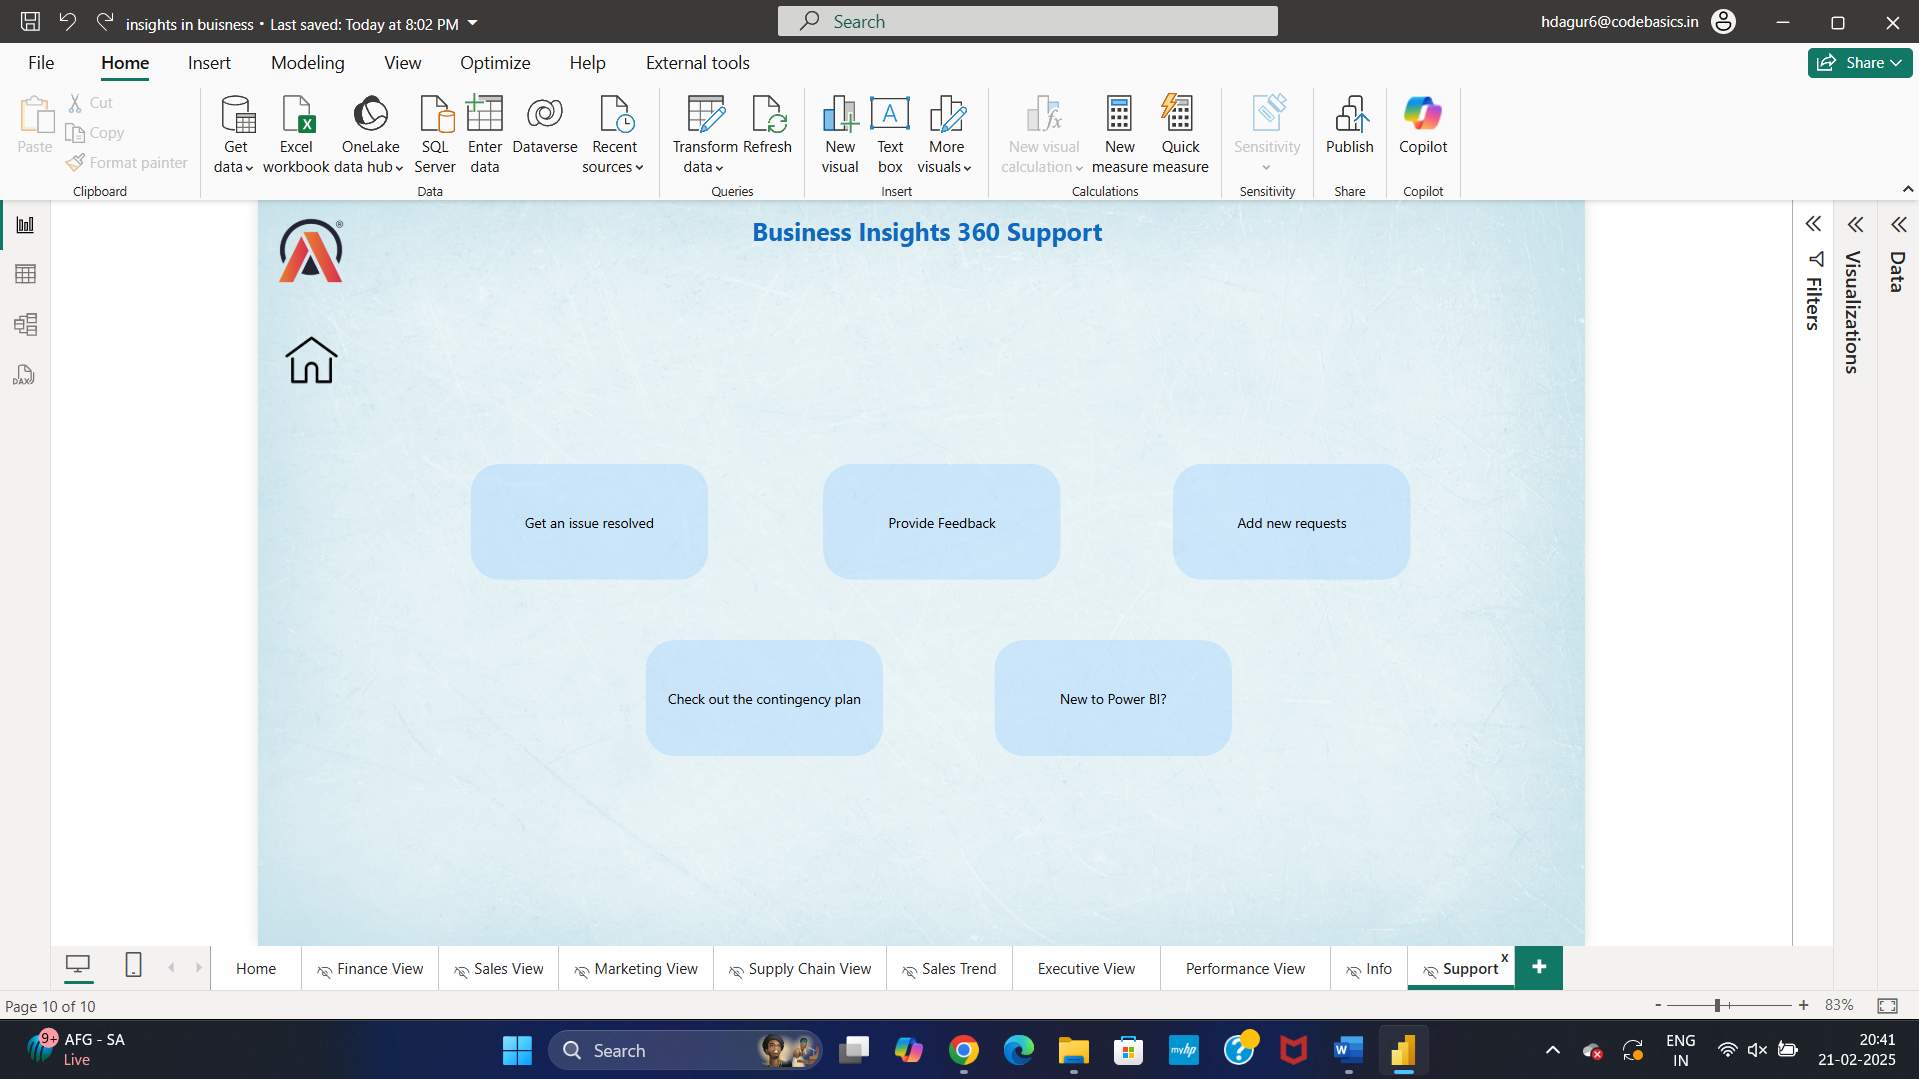 insights in buisness • Last saved: Today at 8:02 PM
Search
hdagur6@codebasics.in
File
Home
Insert
Modeling
View
Optimize
Help
External tools
Share
Paste
Cut
Copy
Format painter
Clipboard
Get data
Excel workbook
OneLake data hub
SQL Server
Enter data
Dataverse
Recent sources
Data
Transform data
Refresh
Queries
New visual
Text box
More visuals
Insert
New visual calculation
New measure
Quick measure
Calculations
Sensitivity
Sensitivity
Publish
Share
Copilot
Copilot
DAX
Business Insights 360 Support
Get an issue resolved
Provide Feedback
Add new requests
Check out the contingency plan
New to Power BI?
Filters
Visualizations
Data
Home
Finance View
Sales View
Marketing View
Supply Chain View
Sales Trend
Executive View
Performance View
Info
Support
x
+
Page 10 of 10
- + 83%
9+
AFG - SA
Live
Search
myhp
ENG
IN
20:41
21-02-2025